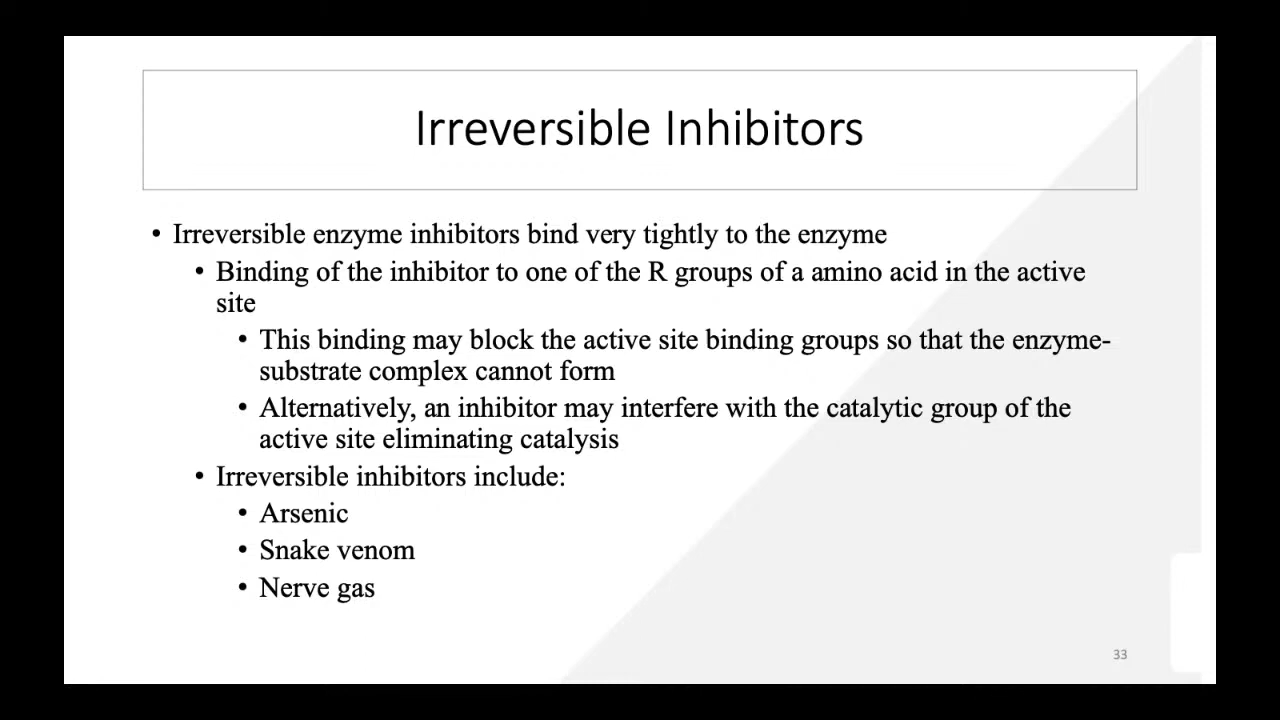 Irreversible Inhibitors
• Irreversible enzyme inhibitors bind very tightly to the enzyme
• Binding of the inhibitor to one of the R groups of a amino acid in the active
site
• This binding may block the active site binding groups so that the enzyme-
substrate complex cannot form
• Alternatively, an inhibitor may interfere with the catalytic group of the
active site eliminating catalysis
• Irreversible inhibitors include:
• Arsenic
• Snake venom
• Nerve gas
33